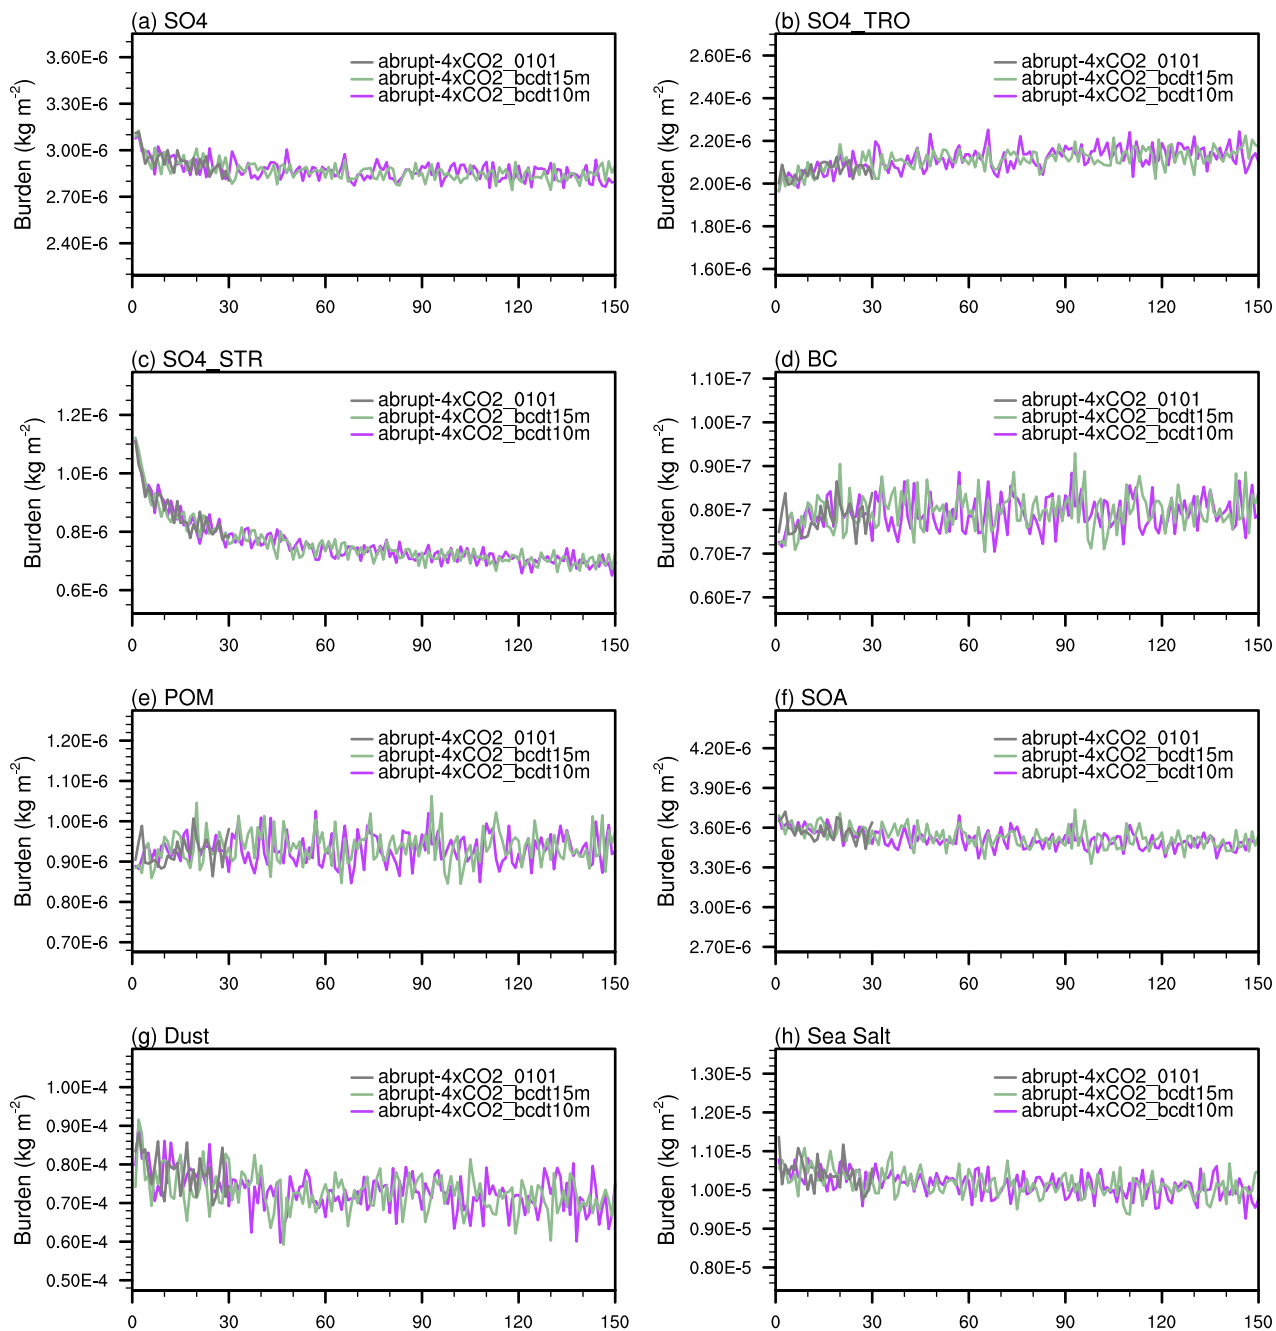 (a) SO4
Burden (kg m-2)
3.60E-6
3.30E-6
3.00E-6
2.70E-6
2.40E-6
abrupt-4xCO2_0101
abrupt-4xCO2_bcdt15m
abrupt-4xCO2_bcdt10m
0 30 60 90 120 150
(b) SO4_TRO
Burden (kg m-2)
2.60E-6
2.40E-6
2.20E-6
2.00E-6
1.80E-6
1.60E-6
abrupt-4xCO2_0101
abrupt-4xCO2_bcdt15m
abrupt-4xCO2_bcdt10m
0 30 60 90 120 150
(c) SO4_STR
Burden (kg m-2)
1.2E-6
1.0E-6
0.8E-6
0.6E-6
abrupt-4xCO2_0101
abrupt-4xCO2_bcdt15m
abrupt-4xCO2_bcdt10m
0 30 60 90 120 150
(d) BC
Burden (kg m-2)
1.10E-7
1.00E-7
0.90E-7
0.80E-7
0.70E-7
0.60E-7
abrupt-4xCO2_0101
abrupt-4xCO2_bcdt15m
abrupt-4xCO2_bcdt10m
0 30 60 90 120 150
(e) POM
Burden (kg m-2)
1.20E-6
1.10E-6
1.00E-6
0.90E-6
0.80E-6
0.70E-6
abrupt-4xCO2_0101
abrupt-4xCO2_bcdt15m
abrupt-4xCO2_bcdt10m
0 30 60 90 120 150
(f) SOA
Burden (kg m-2)
4.20E-6
3.90E-6
3.60E-6
3.30E-6
3.00E-6
2.70E-6
abrupt-4xCO2_0101
abrupt-4xCO2_bcdt15m
abrupt-4xCO2_bcdt10m
0 30 60 90 120 150
(g) Dust
Burden (kg m-2)
1.00E-4
0.90E-4
0.80E-4
0.70E-4
0.60E-4
0.50E-4
abrupt-4xCO2_0101
abrupt-4xCO2_bcdt15m
abrupt-4xCO2_bcdt10m
0 30 60 90 120 150
(h) Sea Salt
Burden (kg m-2)
1.30E-5
1.20E-5
1.10E-5
1.00E-5
0.90E-5
0.80E-5
abrupt-4xCO2_0101
abrupt-4xCO2_bcdt15m
abrupt-4xCO2_bcdt10m
0 30 60 90 120 150